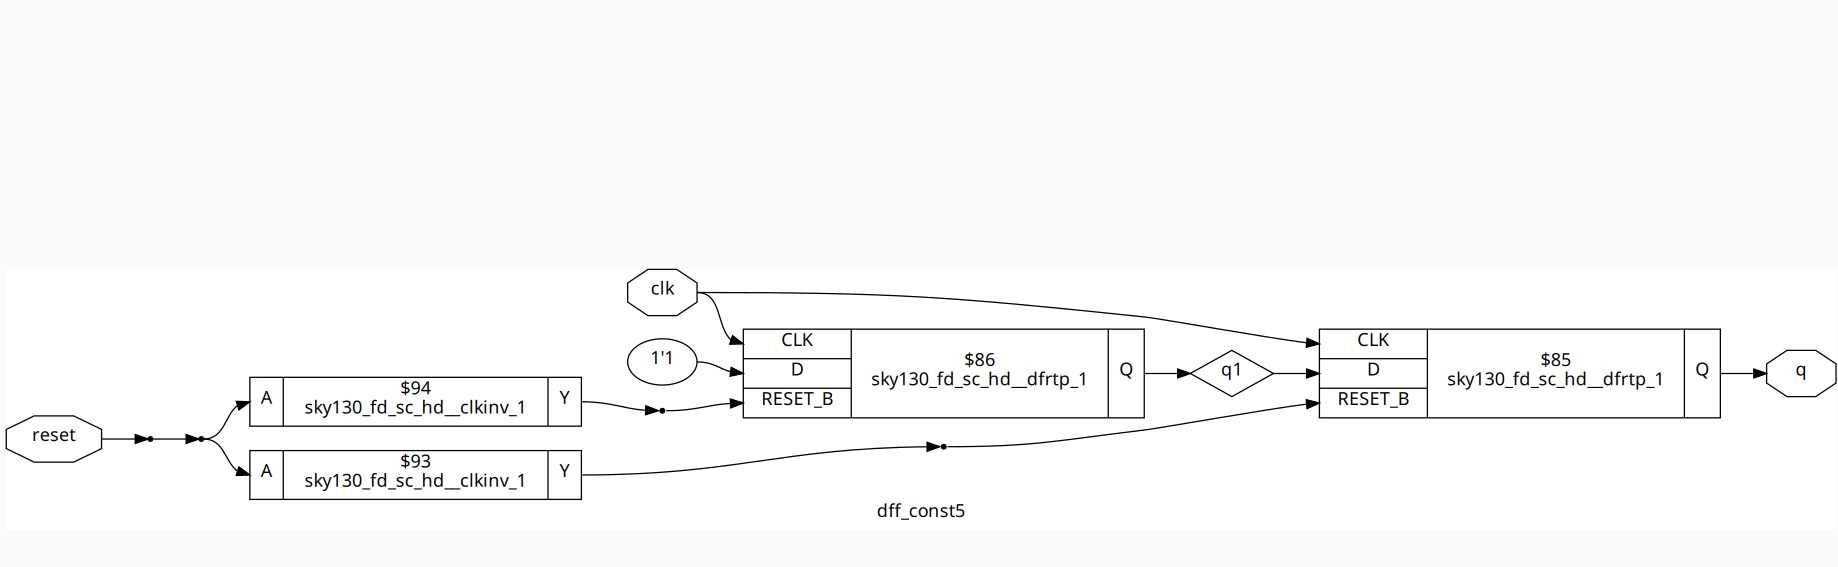 clk
1'1
CLK
D
RESET_B
$86
sky130_fd_sc_hd__dfrtp_1
Q
q1
CLK
D
RESET_B
$85
sky130_fd_sc_hd__dfrtp_1
Q
q
reset
A
$94
sky130_fd_sc_hd__clkinv_1
Y
A
$93
sky130_fd_sc_hd__clkinv_1
Y
dff_const5